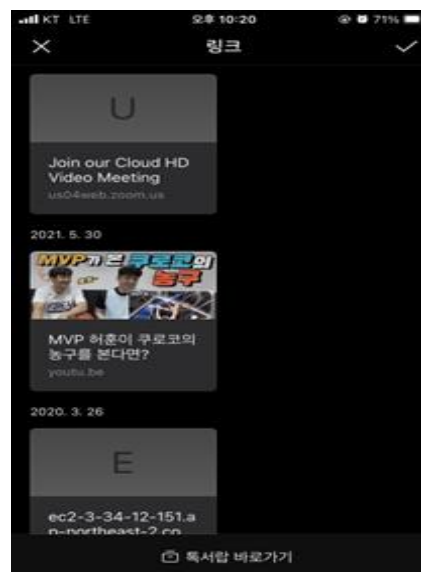 KT LTE 오후 10:20 71%
링크
U
Join our Cloud HD
Video Meeting
us04web.zoom.us
2021. 5. 30
MVP가 본 쿠로코의
농구
MVP 허훈이 쿠로코의
농구를 본다면?
youtu.be
2020. 3. 26
E
ec2-3-34-12-151.a
p-northeast-2.co
톡서랍 바로가기